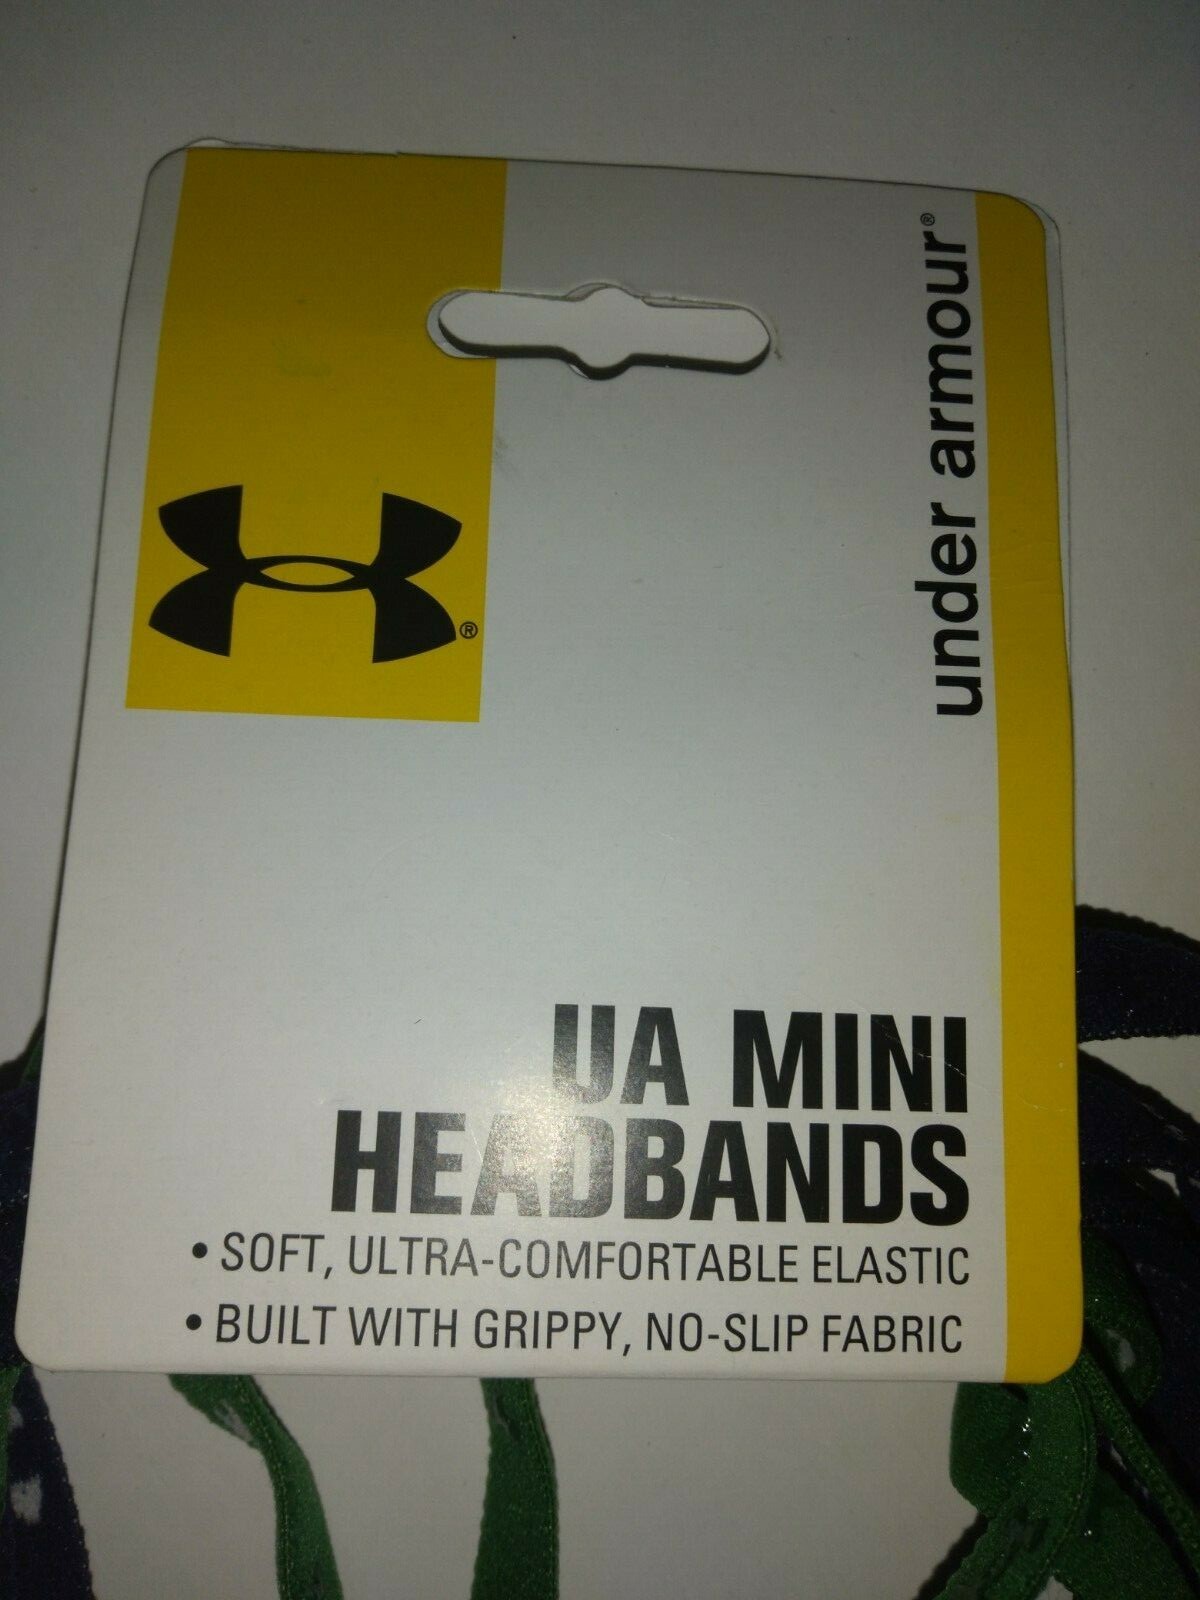 under armour®
®
UA MINI
HEADBANDS
• SOFT, ULTRA-COMFORTABLE ELASTIC
• BUILT WITH GRIPPY, NO-SLIP FABRIC